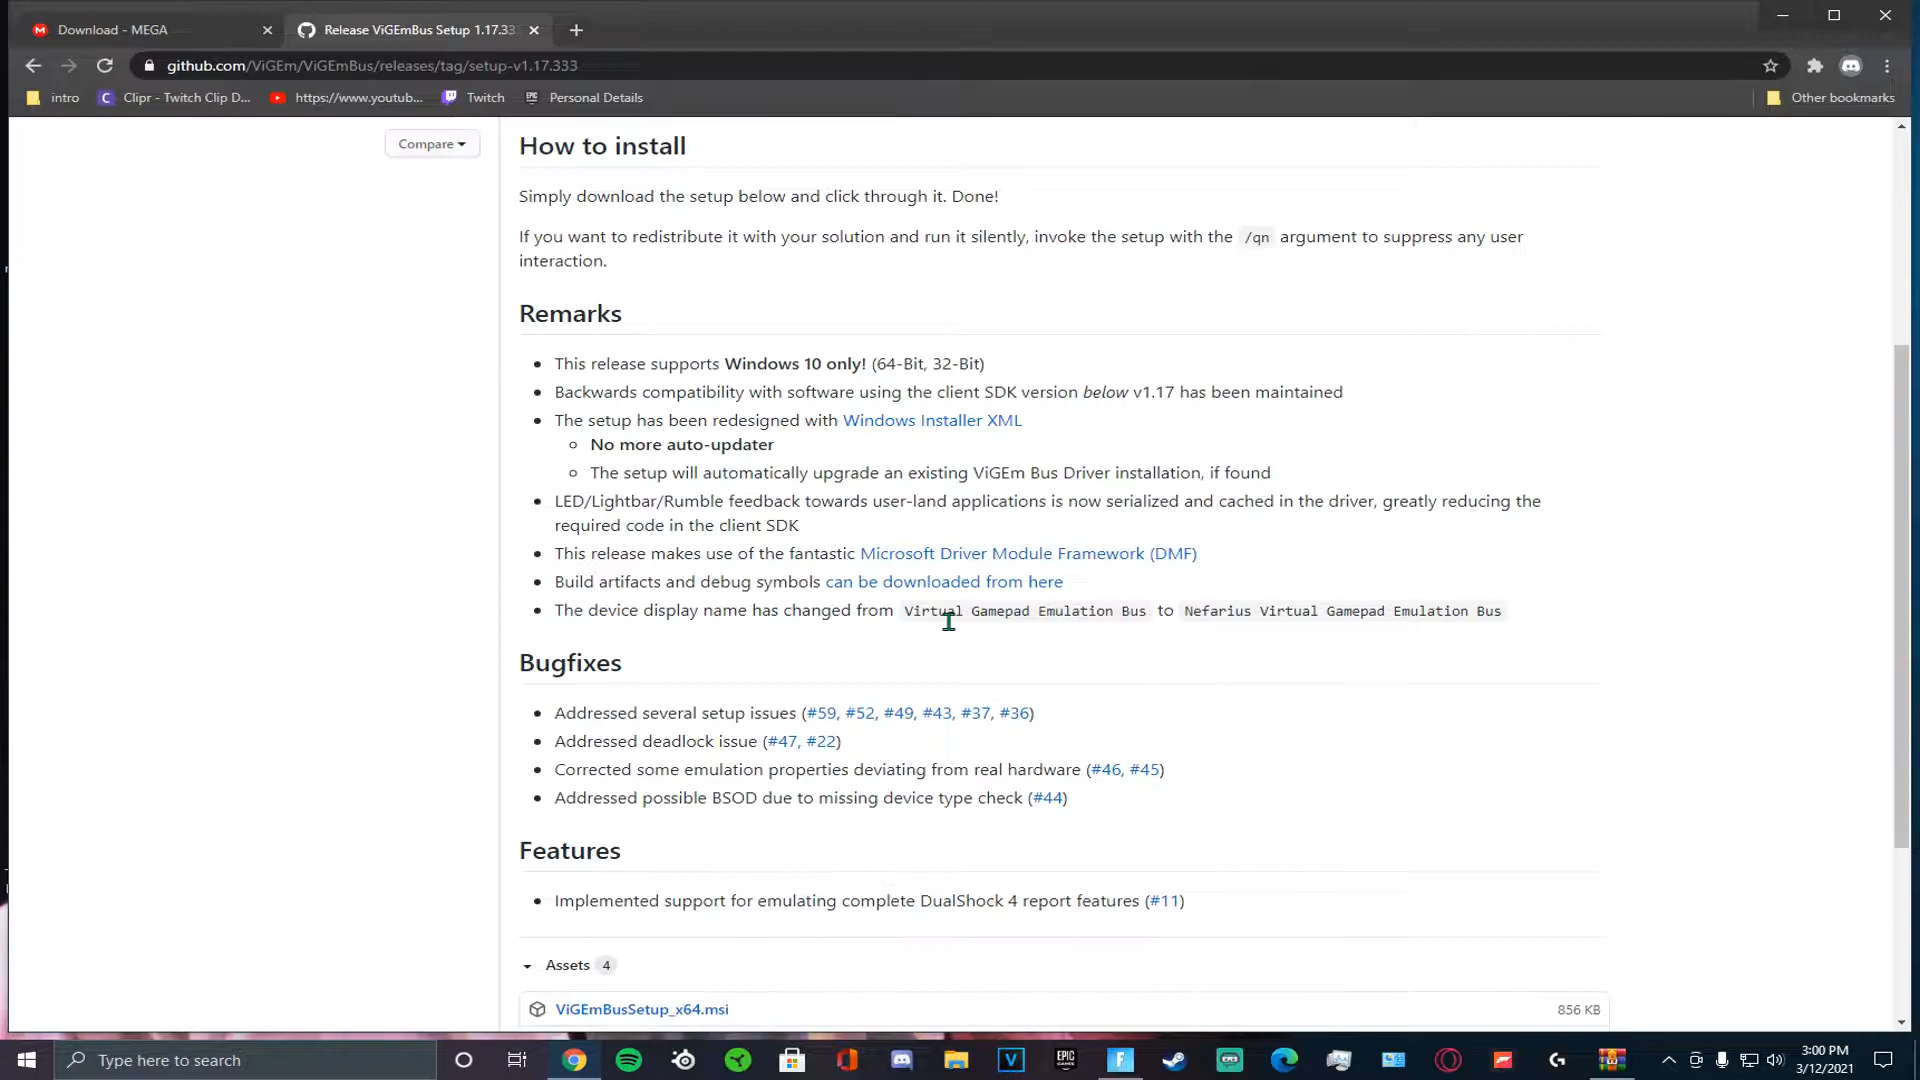 Download - MEGA
Release ViGEmBus Setup 1.17.333
github.com/ViGEm/ViGEmBus/releases/tag/setup-v1.17.333
intro
Clipr - Twitch Clip D...
https://www.youtub...
Twitch
Personal Details
Other bookmarks
Compare
How to install
Simply download the setup below and click through it. Done!
If you want to redistribute it with your solution and run it silently, invoke the setup with the /qn argument to suppress any user
interaction.
Remarks
• This release supports Windows 10 only! (64-Bit, 32-Bit)
• Backwards compatibility with software using the client SDK version below v1.17 has been maintained
• The setup has been redesigned with Windows Installer XML
◦ No more auto-updater
◦ The setup will automatically upgrade an existing ViGEm Bus Driver installation, if found
• LED/Lightbar/Rumble feedback towards user-land applications is now serialized and cached in the driver, greatly reducing the
required code in the client SDK
• This release makes use of the fantastic Microsoft Driver Module Framework (DMF)
• Build artifacts and debug symbols can be downloaded from here
• The device display name has changed from Virtual Gamepad Emulation Bus to Nefarius Virtual Gamepad Emulation Bus
Bugfixes
• Addressed several setup issues (#59, #52, #49, #43, #37, #36)
• Addressed deadlock issue (#47, #22)
• Corrected some emulation properties deviating from real hardware (#46, #45)
• Addressed possible BSOD due to missing device type check (#44)
Features
• Implemented support for emulating complete DualShock 4 report features (#11)
Assets 4
ViGEmBusSetup_x64.msi
856 KB
Type here to search
EPIC
GAMES
3:00 PM
3/12/2021